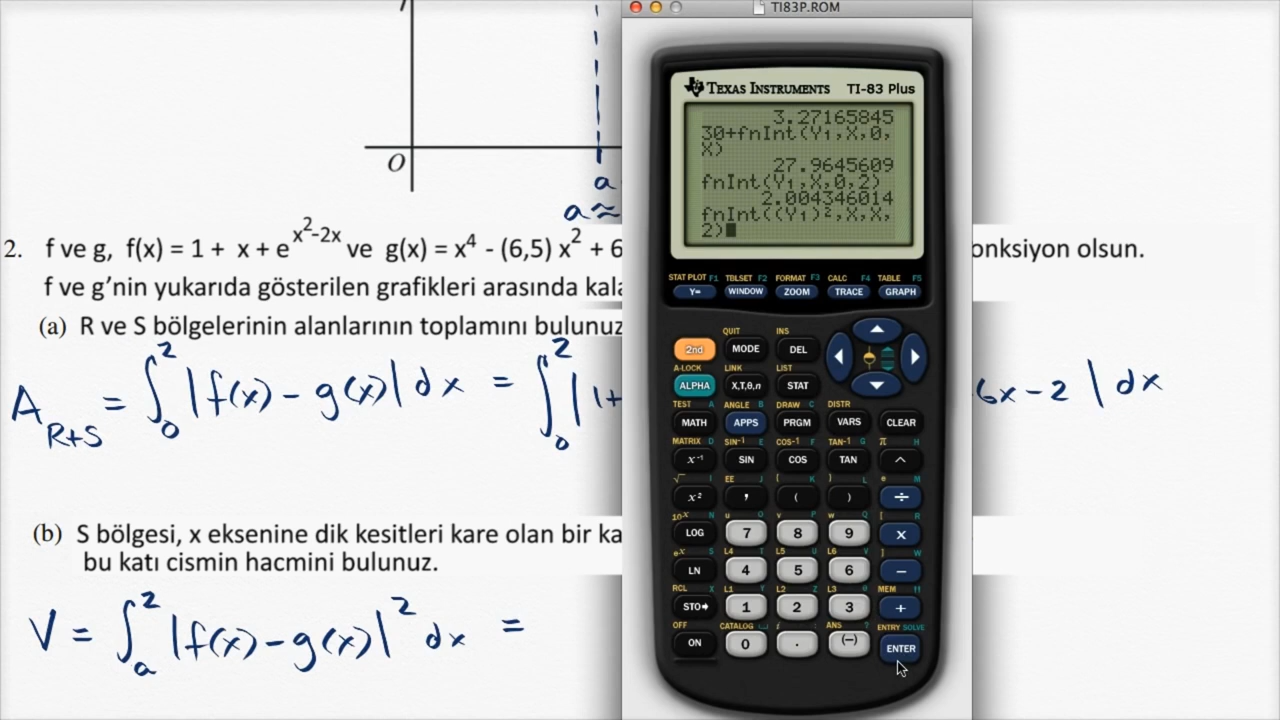 TI83P.ROM
TEXAS INSTRUMENTS TI-83 Plus
3.27165845
30+fnInt(Y₁,X,0,
X)
27.9645609
fnInt(Y₁,X,0,2)
2.004346014
fnInt((Y₁)²,X,X,
2)
O
a
a≈
2. f ve g, f(x) = 1 + x + e^{x²-2x} ve g(x) = x⁴ - (6,5) x² + 6
onksiyon olsun.
f ve g’nin yukarıda gösterilen grafikleri arasında kala
(a) R ve S bölgelerinin alanlarının toplamını bulunuz
A_{R+S} = ∫₀² |f(x) - g(x)| dx = ∫₀² |1+
6x - 2 | dx
(b) S bölgesi, x eksenine dik kesitleri kare olan bir ka
bu katı cismin hacmini bulunuz.
V = ∫ₐ² |f(x) - g(x)|² dx =
STAT PLOT F1 TBLSET F2 FORMAT F3 CALC F4 TABLE F5
Y= WINDOW ZOOM TRACE GRAPH
QUIT INS
2nd MODE DEL
A-LOCK LINK LIST
ALPHA X,T,θ,n STAT
TEST A ANGLE B DRAW C DISTR
MATH APPS PRGM VARS CLEAR
MATRIX D SIN⁻¹ E COS⁻¹ F TAN⁻¹ G π H
x⁻¹ SIN COS TAN ^
√ I EE J { K } L e M
x² , ( ) ÷
10ˣ N u O v P w Q [ R
LOG 7 8 9 ×
eˣ S L4 T L5 U L6 V ] W
LN 4 5 6 −
RCL X L1 Y L2 Z L3 θ MEM "
STO➔ 1 2 3 +
OFF CATALOG i : ANS ? ENTRY SOLVE
ON 0 . (−) ENTER